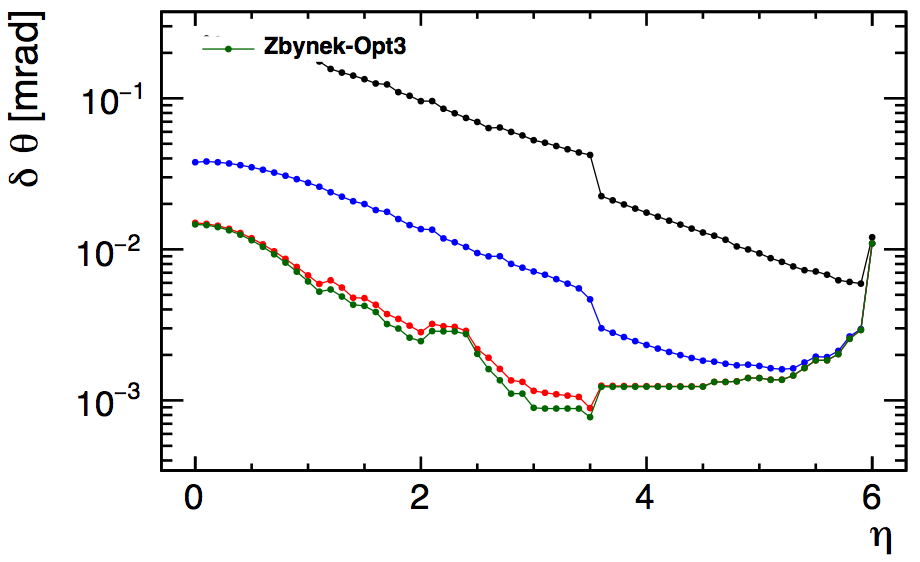 Zbynek-Opt3
δ θ [mrad]
10⁻¹
10⁻²
10⁻³
0 2 4 6
η